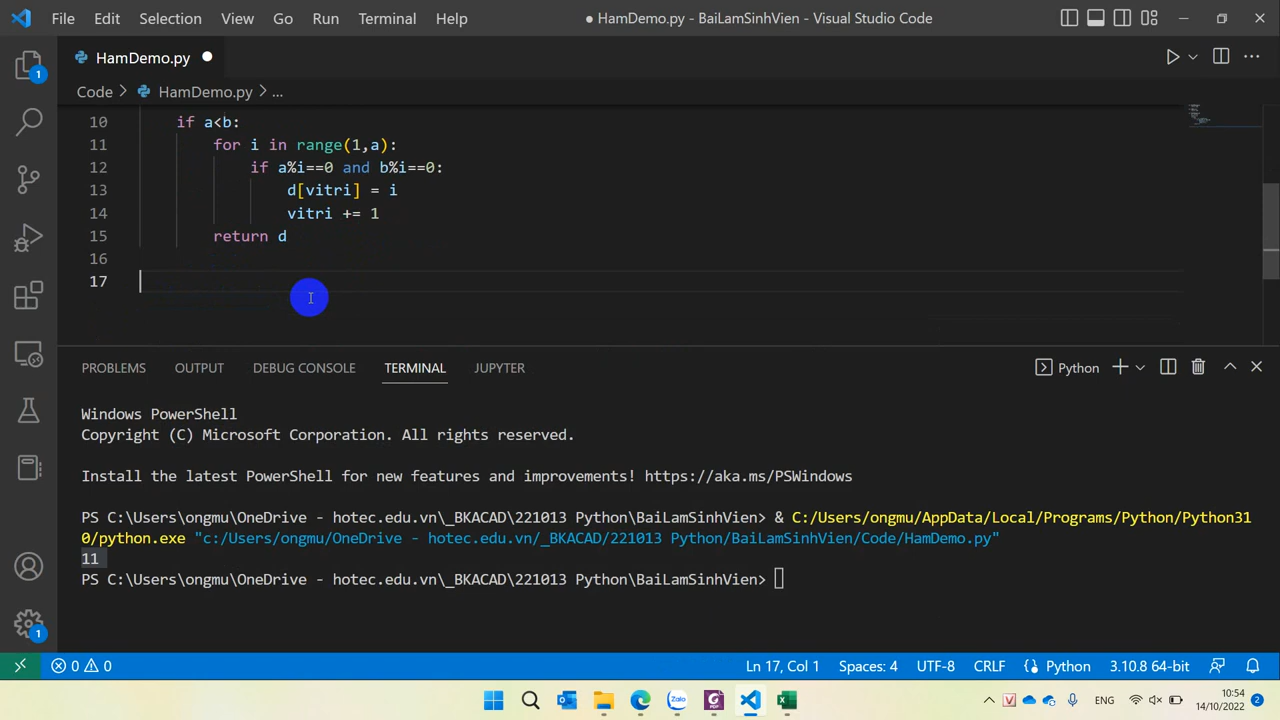 File Edit Selection View Go Run Terminal Help ● HamDemo.py - BaiLamSinhVien - Visual Studio Code
1 HamDemo.py
Code > HamDemo.py > ...
10 if a<b:
11 for i in range(1,a):
12 if a%i==0 and b%i==0:
13 d[vitri] = i
14 vitri += 1
15 return d
16
17
PROBLEMS OUTPUT DEBUG CONSOLE TERMINAL JUPYTER Python
Windows PowerShell
Copyright (C) Microsoft Corporation. All rights reserved.
Install the latest PowerShell for new features and improvements! https://aka.ms/PSWindows
PS C:\Users\ongmu\OneDrive - hotec.edu.vn\_BKACAD\221013 Python\BaiLamSinhVien> & C:/Users/ongmu/AppData/Local/Programs/Python/Python31
0/python.exe "c:/Users/ongmu/OneDrive - hotec.edu.vn/_BKACAD/221013 Python/BaiLamSinhVien/Code/HamDemo.py"
11
PS C:\Users\ongmu\OneDrive - hotec.edu.vn\_BKACAD\221013 Python\BaiLamSinhVien>
1
0 0 Ln 17, Col 1 Spaces: 4 UTF-8 CRLF Python 3.10.8 64-bit
Zalo PDF V ENG 10:54
14/10/2022 2